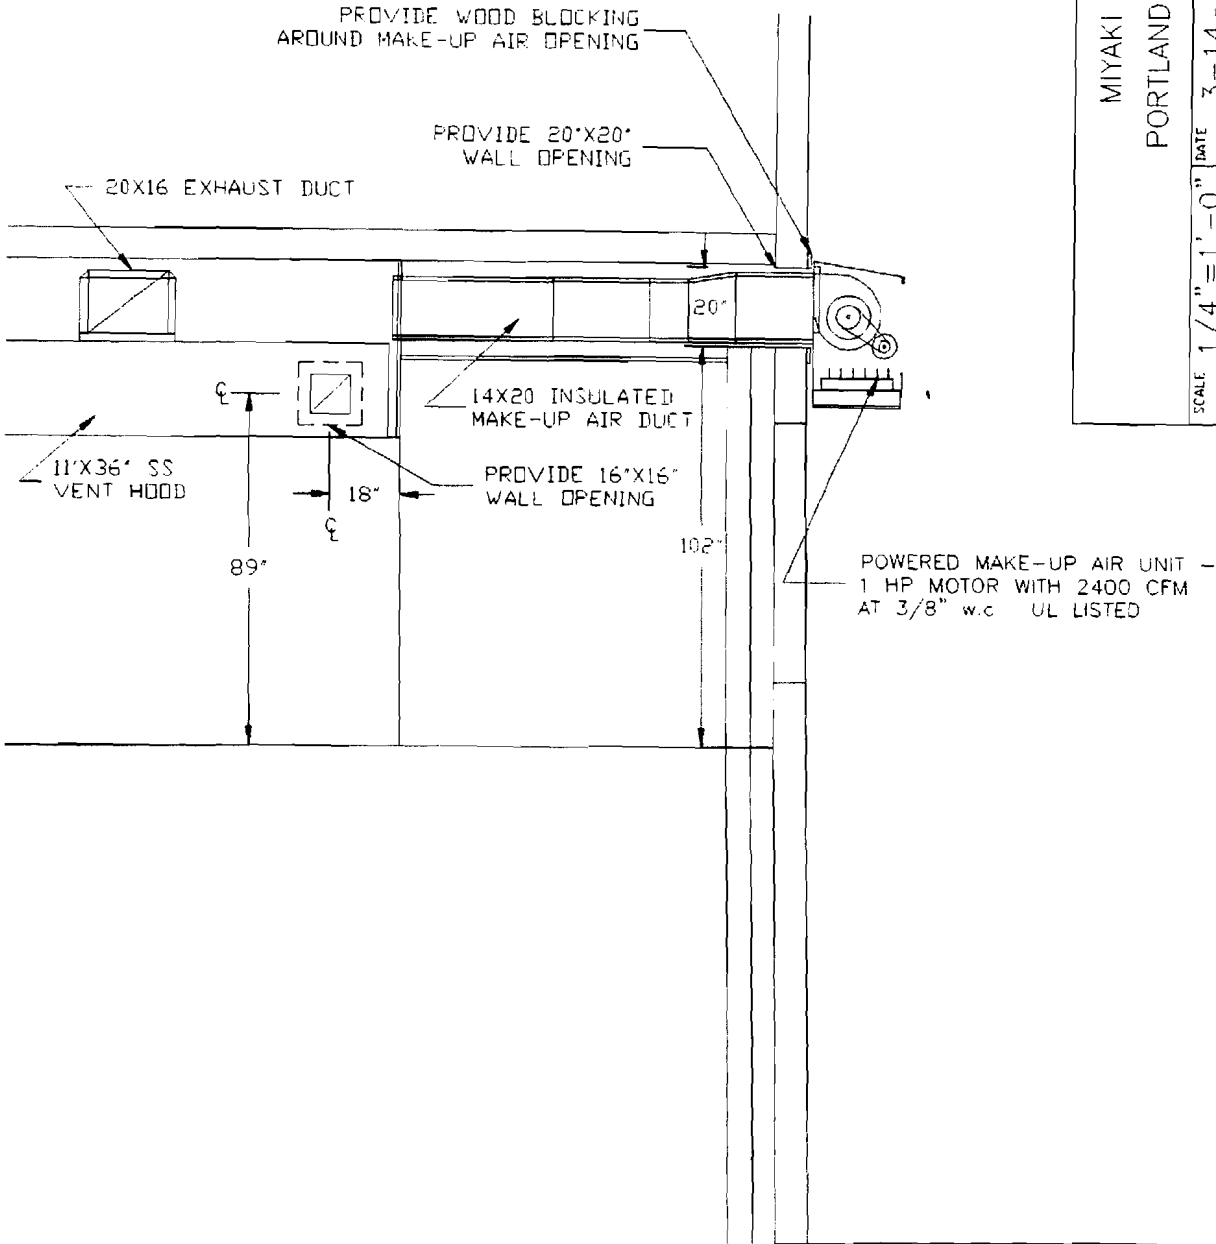 PROVIDE WOOD BLOCKING
AROUND MAKE-UP AIR OPENING
PROVIDE 20"X20"
WALL OPENING
20X16 EXHAUST DUCT
20"
14X20 INSULATED
MAKE-UP AIR DUCT
℄
11'X36" SS
VENT HOOD
PROVIDE 16"X16"
WALL OPENING
18"
℄
89"
102"
POWERED MAKE-UP AIR UNIT –
1 HP MOTOR WITH 2400 CFM
AT 3/8" w.c UL LISTED
MIYAKI
PORTLAND
SCALE 1/4"=1'-0"
DATE 3-14-